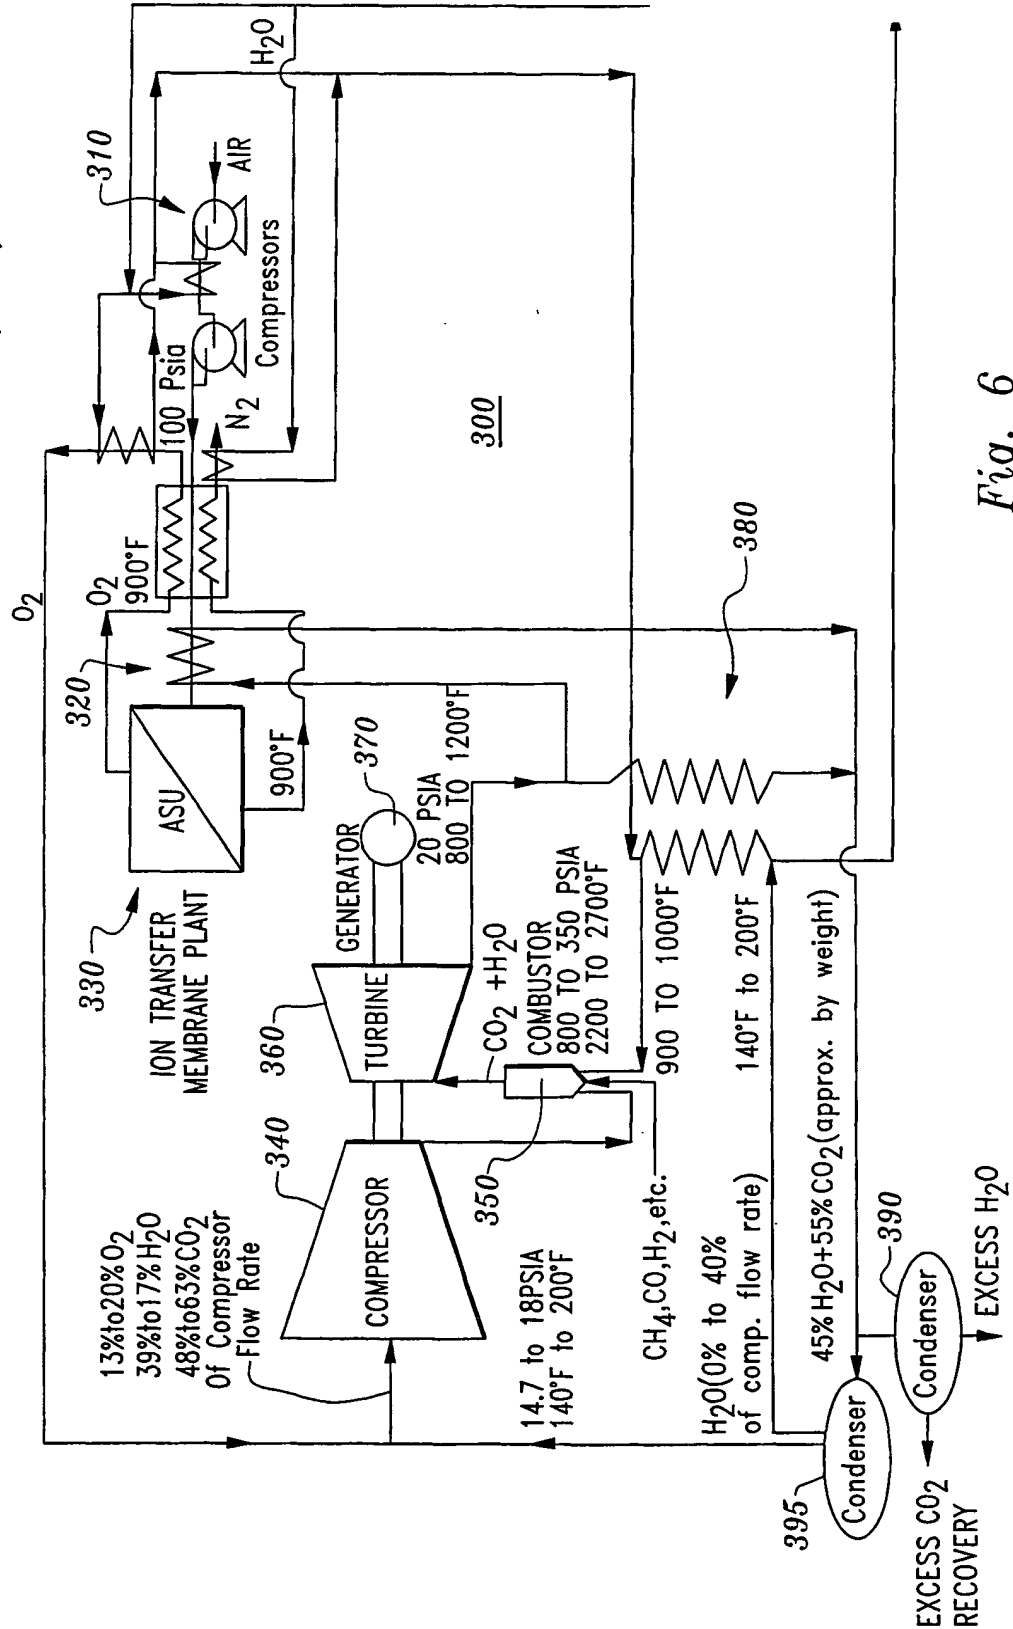 O2
H2O
310
AIR
Compressors
100 Psia
N2
O2
900°F
320
900°F
ASU
330
ION TRANSFER
MEMBRANE PLANT
300
380
370
GENERATOR
20 PSIA
800 TO 1200°F
360
TURBINE
CO2 +H2O
COMBUSTOR
800 TO 350 PSIA
2200 TO 2700°F
350
340
COMPRESSOR
13%to20%O2
39%to17%H2O
48%to63%CO2
Of Compressor
Flow Rate
14.7 to 18PSIA
140°F to 200°F
CH4,CO,H2,etc.
900 TO 1000°F
140°F to 200°F
H2O(0% to 40%
of comp. flow rate)
45%H2O+55%CO2(approx. by weight)
390
Condenser
EXCESS H2O
395
Condenser
EXCESS CO2
RECOVERY
Fig. 6